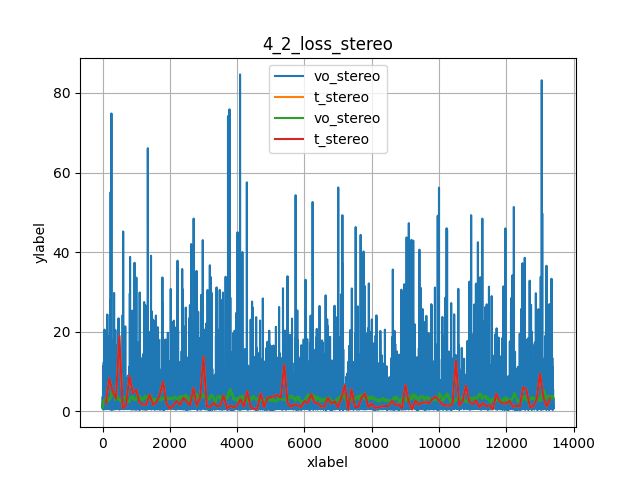 4_2_loss_stereo
vo_stereo
t_stereo
vo_stereo
t_stereo
80
60
40
20
0
ylabel
0 2000 4000 6000 8000 10000 12000 14000
xlabel